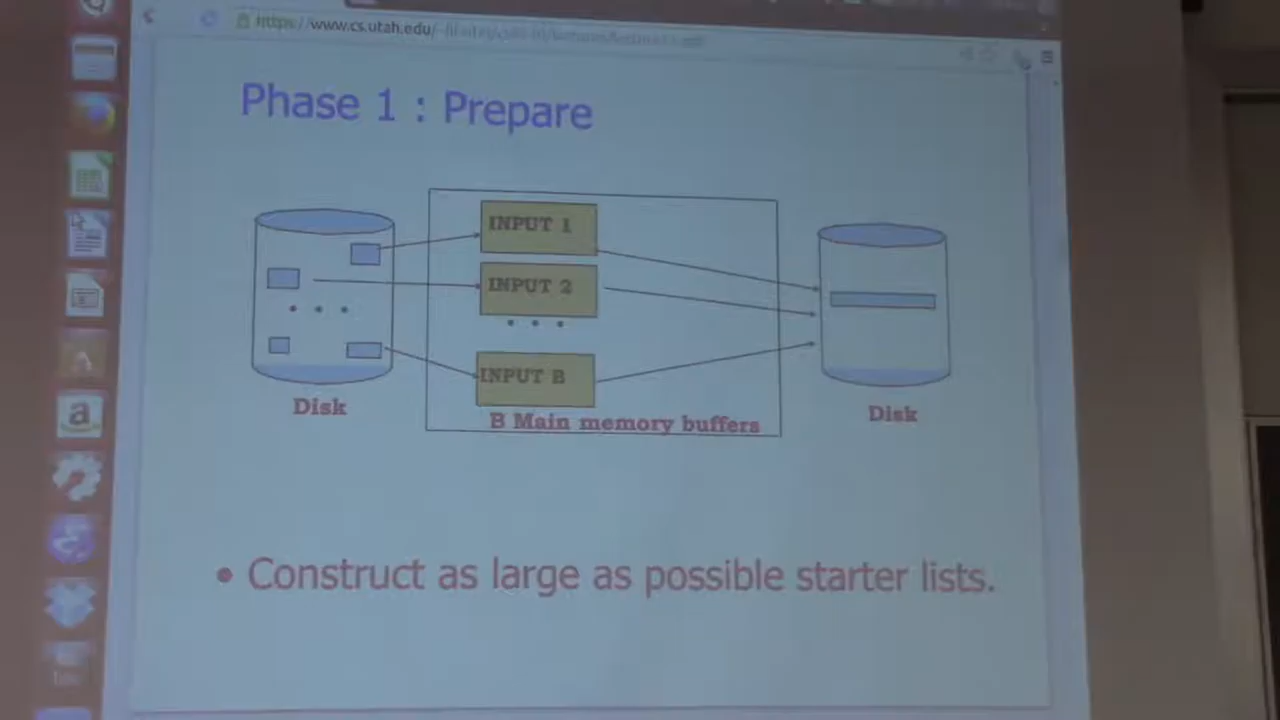 https://www.cs.utah.edu/
Phase 1 : Prepare
INPUT 1
INPUT 2
INPUT B
B Main memory buffers
Disk
Disk
• Construct as large as possible starter lists.